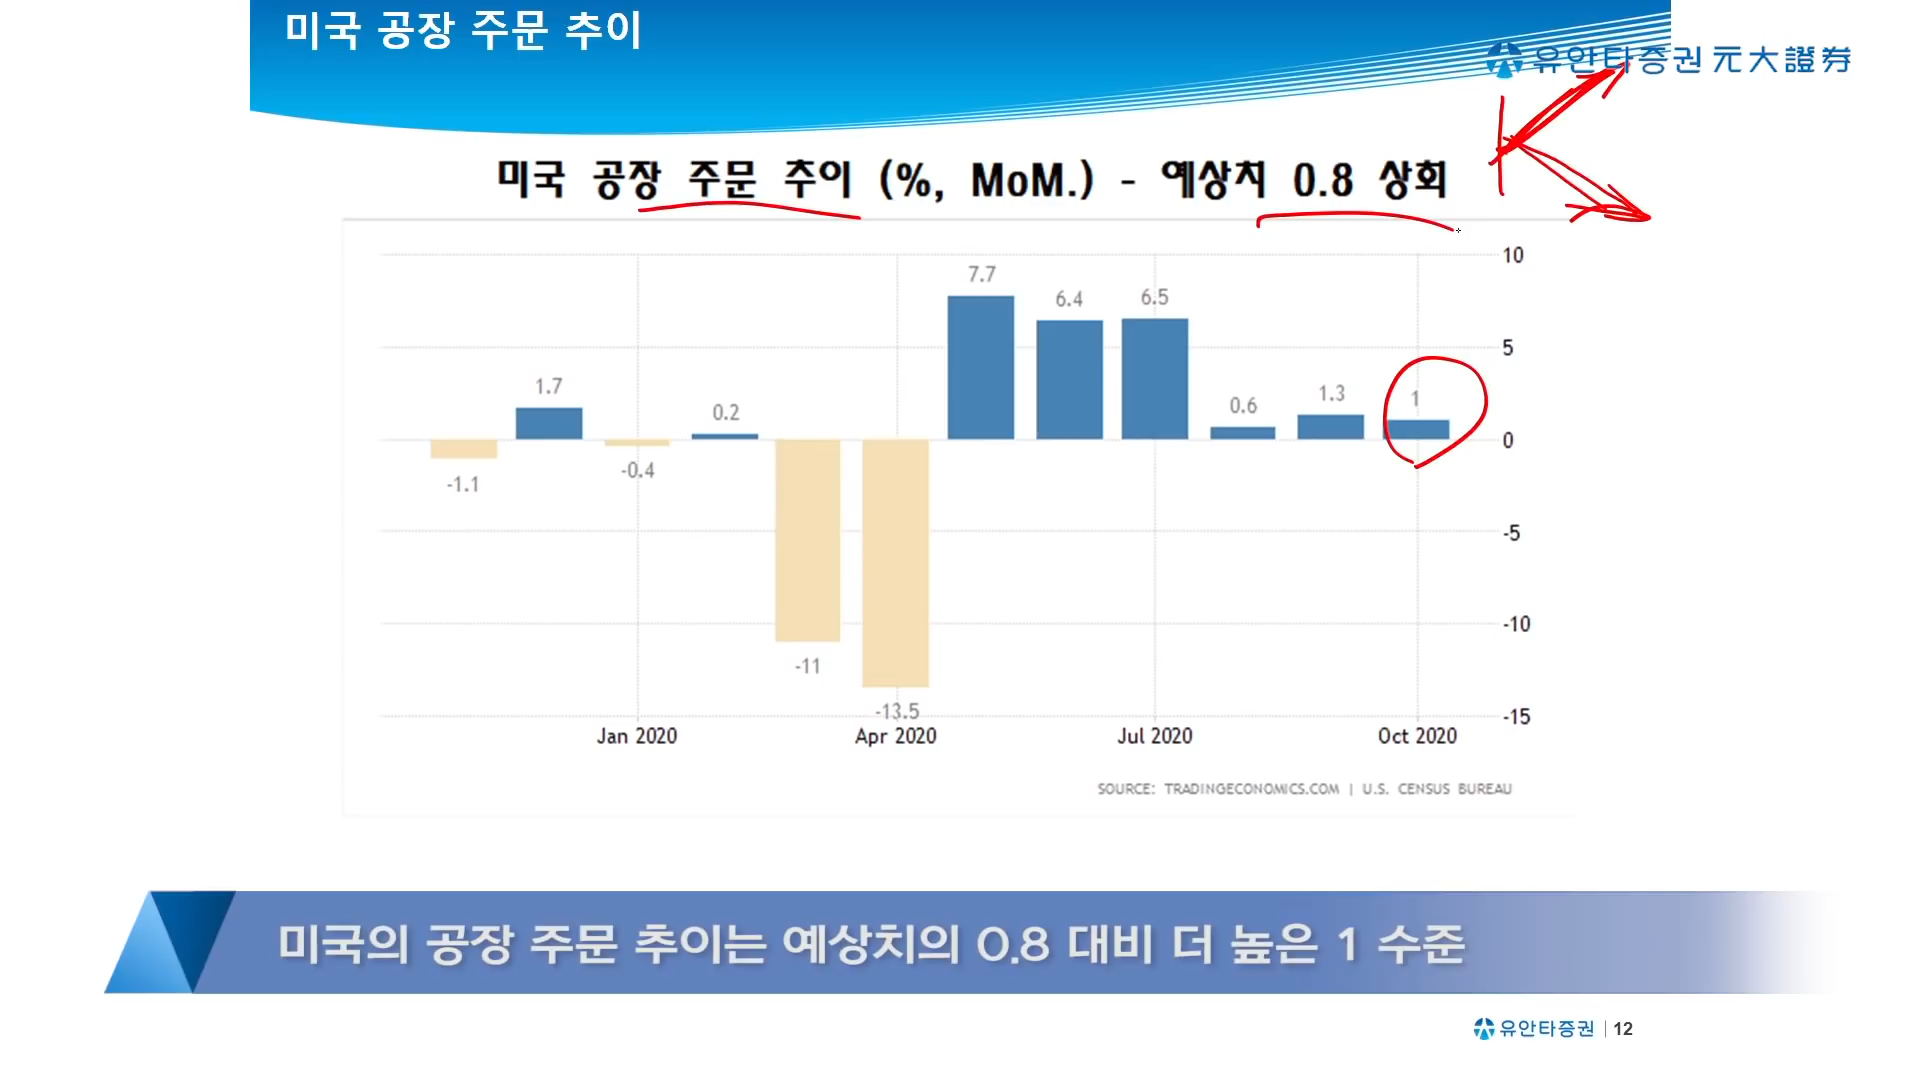 미국 공장 주문 추이
유안타증권 元大證券
미국 공장 주문 추이 (%, MoM.) - 예상치 0.8 상회
10
7.7
6.4
6.5
5
1.7
0.2
0.6
1.3
1
0
-1.1
-0.4
-5
-10
-11
-13.5
-15
Jan 2020 Apr 2020 Jul 2020 Oct 2020
SOURCE: TRADINGECONOMICS.COM | U.S. CENSUS BUREAU
미국의 공장 주문 추이는 예상치의 0.8 대비 더 높은 1 수준
유안타증권 | 12